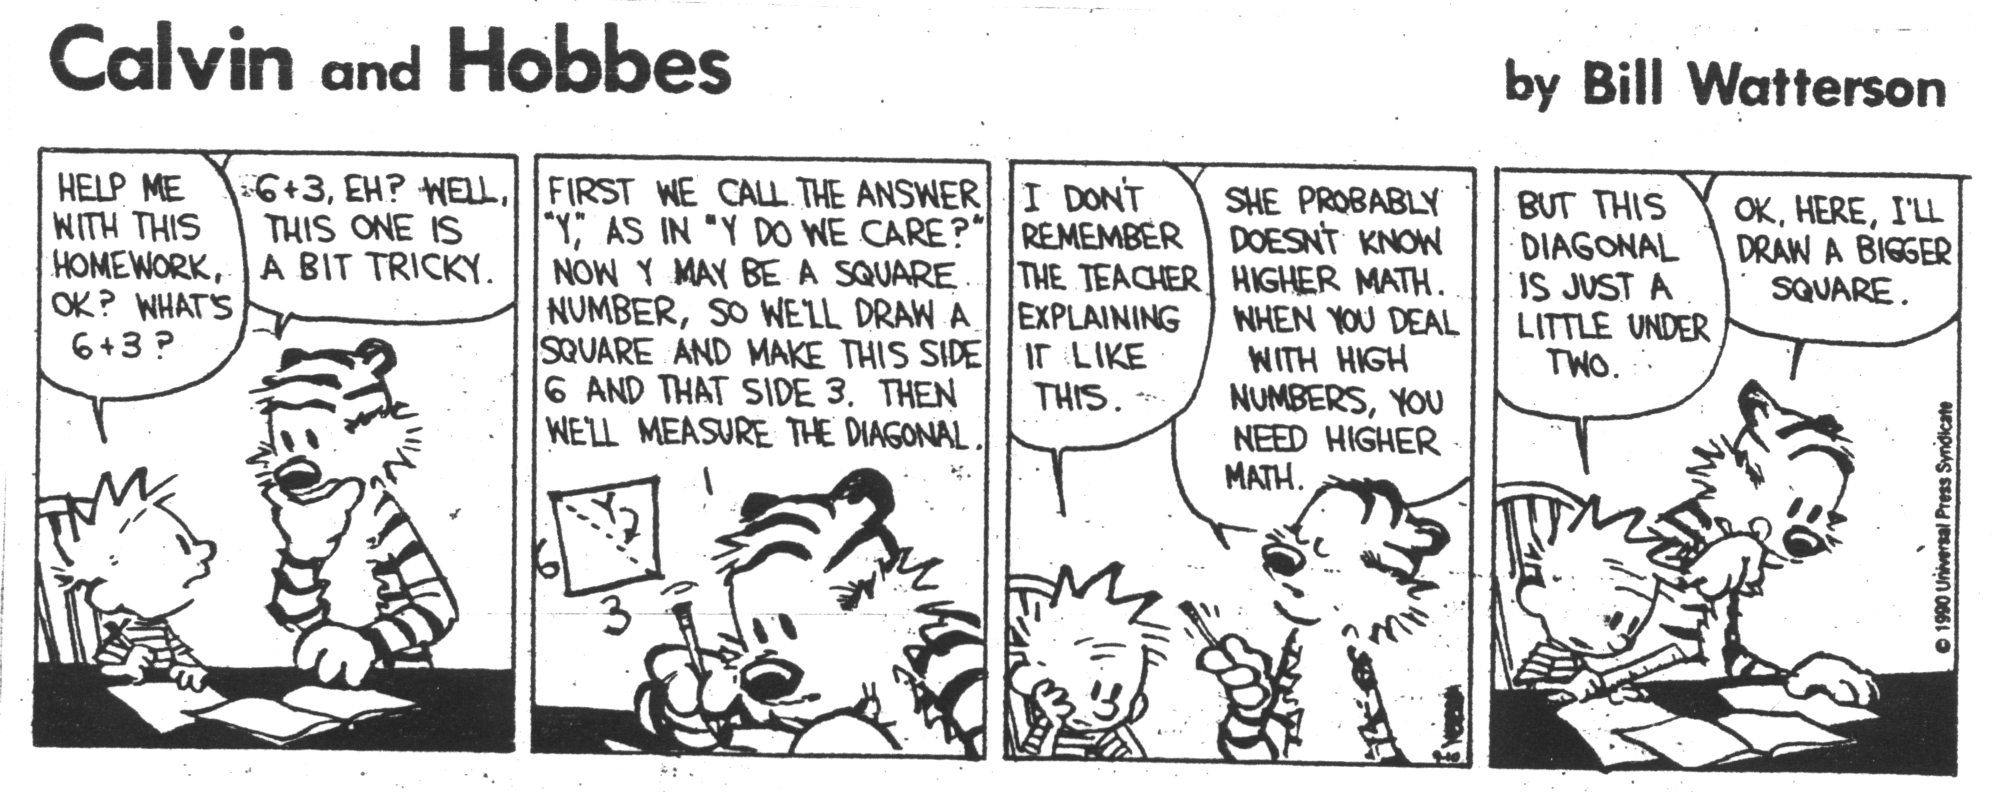 Calvin and Hobbes
by Bill Watterson
HELP ME
WITH THIS
HOMEWORK,
OK? WHAT'S
6+3?
6+3, EH? WELL,
THIS ONE IS
A BIT TRICKY.
FIRST WE CALL THE ANSWER
"Y," AS IN "Y DO WE CARE?"
NOW Y MAY BE A SQUARE
NUMBER, SO WE'LL DRAW A
SQUARE AND MAKE THIS SIDE
6 AND THAT SIDE 3. THEN
WE'LL MEASURE THE DIAGONAL.
Y
6
3
I DON'T
REMEMBER
THE TEACHER
EXPLAINING
IT LIKE
THIS.
SHE PROBABLY
DOESN'T KNOW
HIGHER MATH.
WHEN YOU DEAL
WITH HIGH
NUMBERS, YOU
NEED HIGHER
MATH.
BUT THIS
DIAGONAL
IS JUST A
LITTLE UNDER
TWO.
OK, HERE, I'LL
DRAW A BIGGER
SQUARE.
© 1990 Universal Press Syndicate